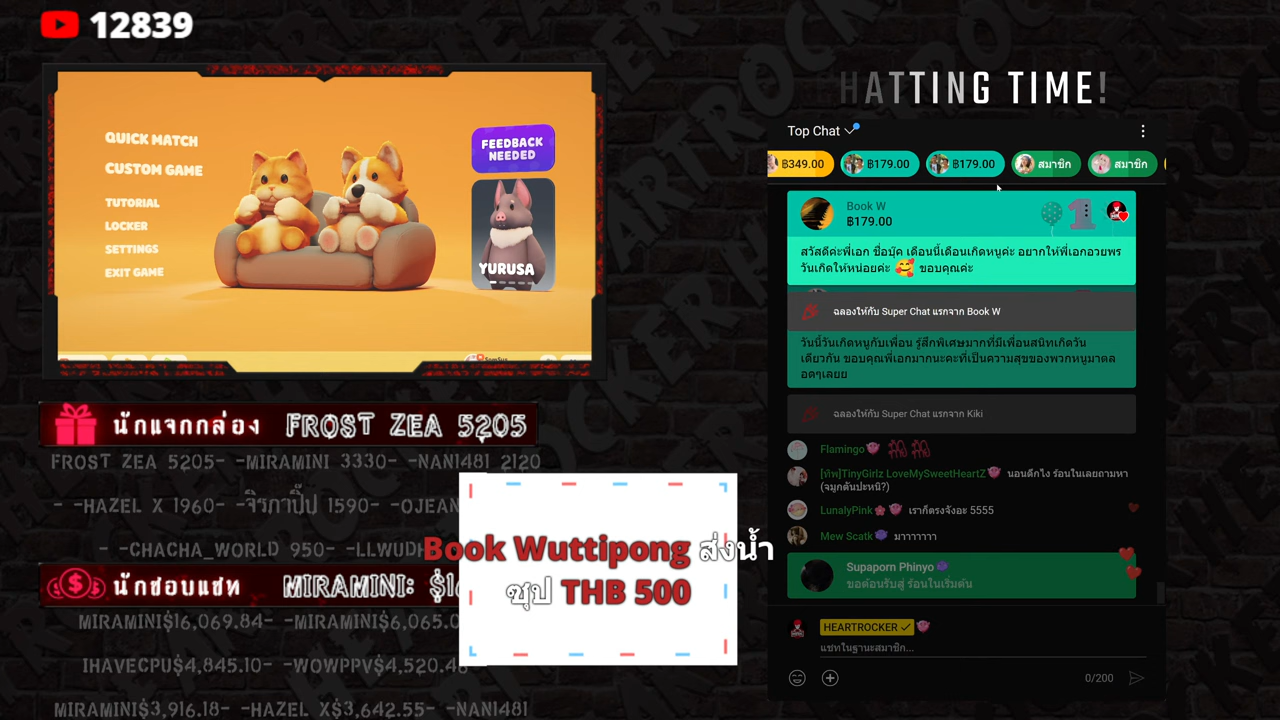 12839
HATTING TIME!
QUICK MATCH
CUSTOM GAME
TUTORIAL
LOCKER
SETTINGS
EXIT GAME
FEEDBACK
NEEDED
YURUSA
นักแจกกล่อง FROST ZEA 5205
FROST ZEA 5205- -MIRAMINI 3330- -NAN1481 2120
- -HAZEL X 1960- -จิรภาปิ๊ป 1590- -OJEAN
- -CHACHA_WORLD 950- -LLWUD
นักชอบแชท MIRAMINI: $1
MIRAMINI$16,069.84- -MIRAMINI$6,065.0
IHAVECPU$4,845.10- -WOWPPV$4,520.48
MIRAMINI$3,916.18- -HAZEL X$3,642.55- -NAN1481
Book Wuttipong ส่งน้ำ
ซุป THB 500
Top Chat
฿349.00 ฿179.00 ฿179.00 สมาชิก สมาชิก
Book W
฿179.00
สวัสดีค่ะพี่เอก ชื่อบุ๊ค เดือนนี้เดือนเกิดหนูค่ะ อยากให้พี่เอกอวยพร
วันเกิดให้หน่อยค่ะ 🥰 ขอบคุณค่ะ
ฉลองให้กับ Super Chat แรกจาก Book W
วันนี้วันเกิดหนูกับเพื่อน รู้สึกพิเศษมากที่มีเพื่อนสนิทเกิดวัน
เดียวกัน ขอบคุณพี่เอกมากนะคะที่เป็นความสุขของพวกหนูมาตล
อดๆเลยยย
ฉลองให้กับ Super Chat แรกจาก Kiki
Flamingo
[ทิพ]TinyGirlz LoveMySweetHeartZ นอนดึกไง ร้อนในเลยถามหา
(จมูกตันปะหนิ?)
LunalyPink เราก็ตรงจังอะ 5555
Mew Scatk มาาาาาาา
Supaporn Phinyo
ขอต้อนรับสู่ ร้อนในเริ่มต้น
HEARTROCKER
แชทในฐานะสมาชิก...
0/200